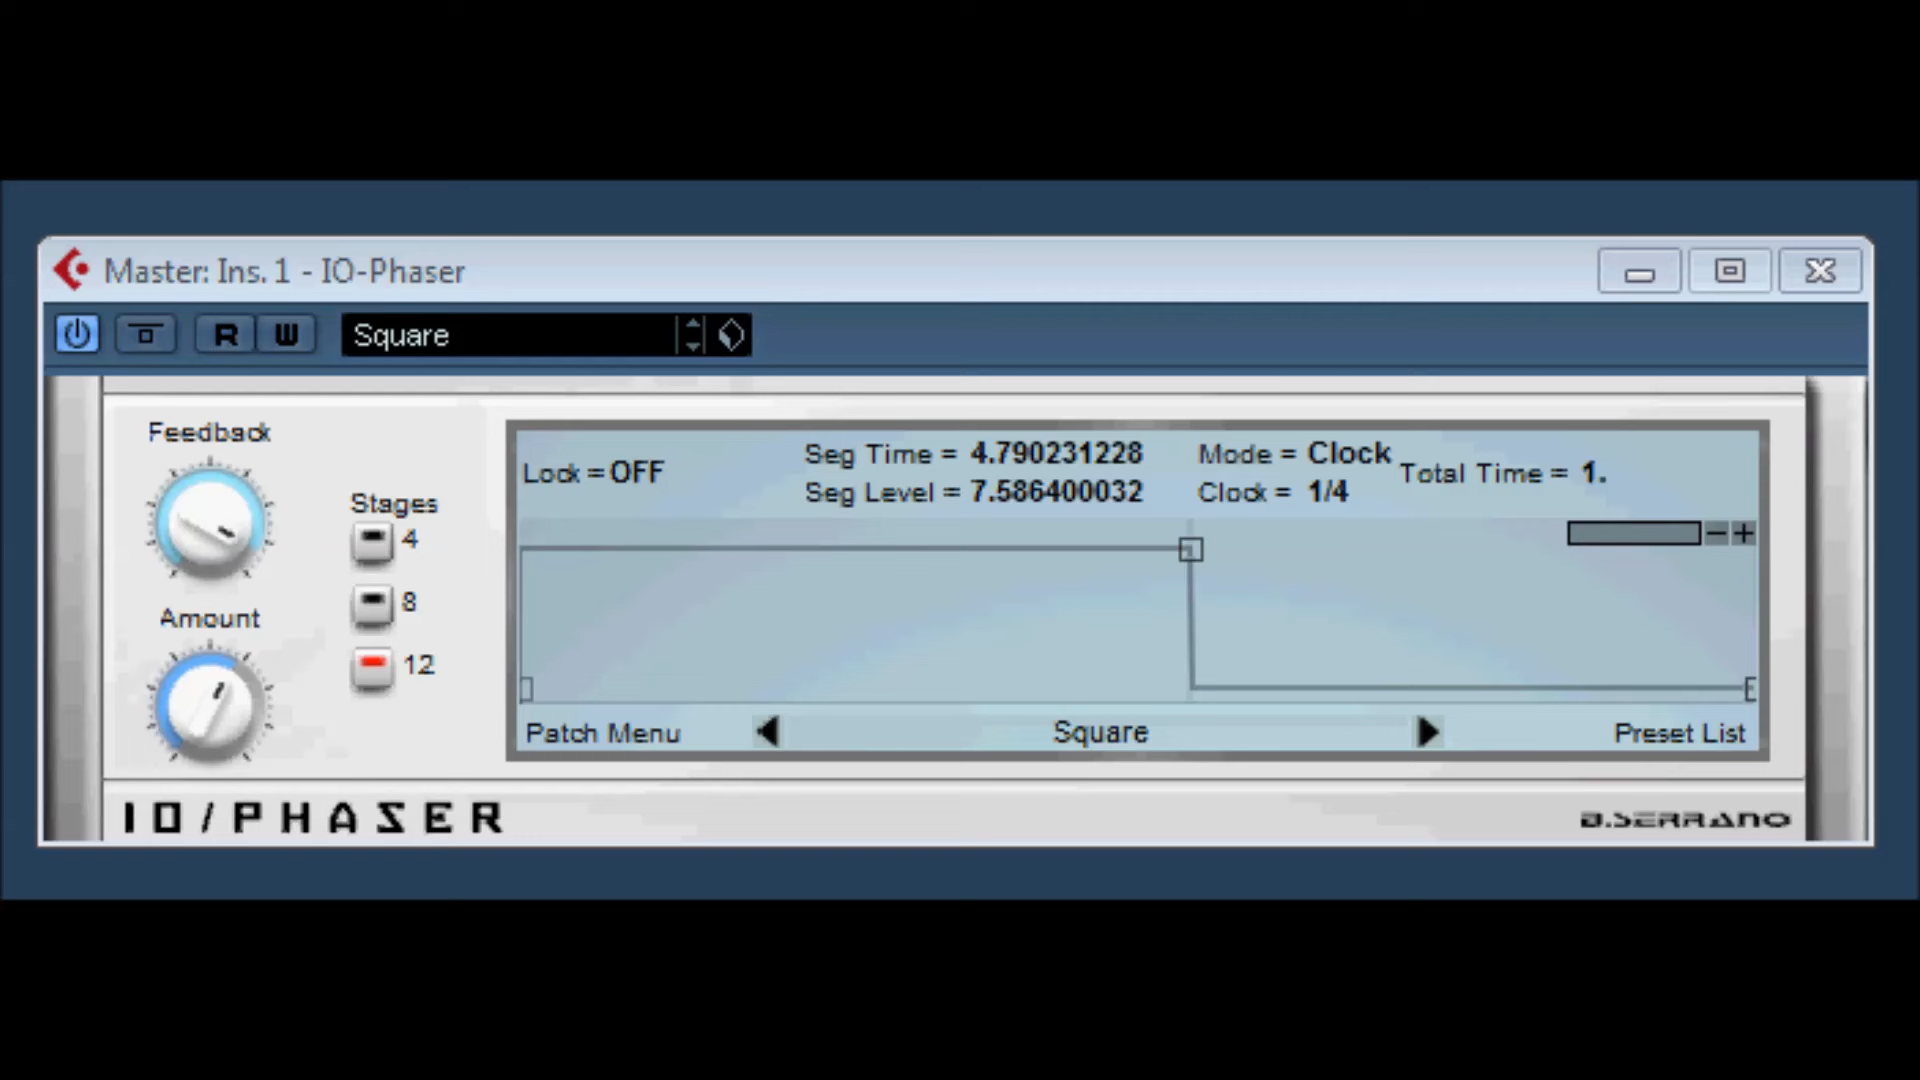 Master: Ins. 1 - IO-Phaser
R W Square
Feedback
Stages
4
8
12
Amount
Lock = OFF
Seg Time = 4.790231228
Seg Level = 7.586400032
Mode = Clock
Clock = 1/4
Total Time = 1.
Patch Menu Square Preset List
IO/PHASER
B.SERRANO